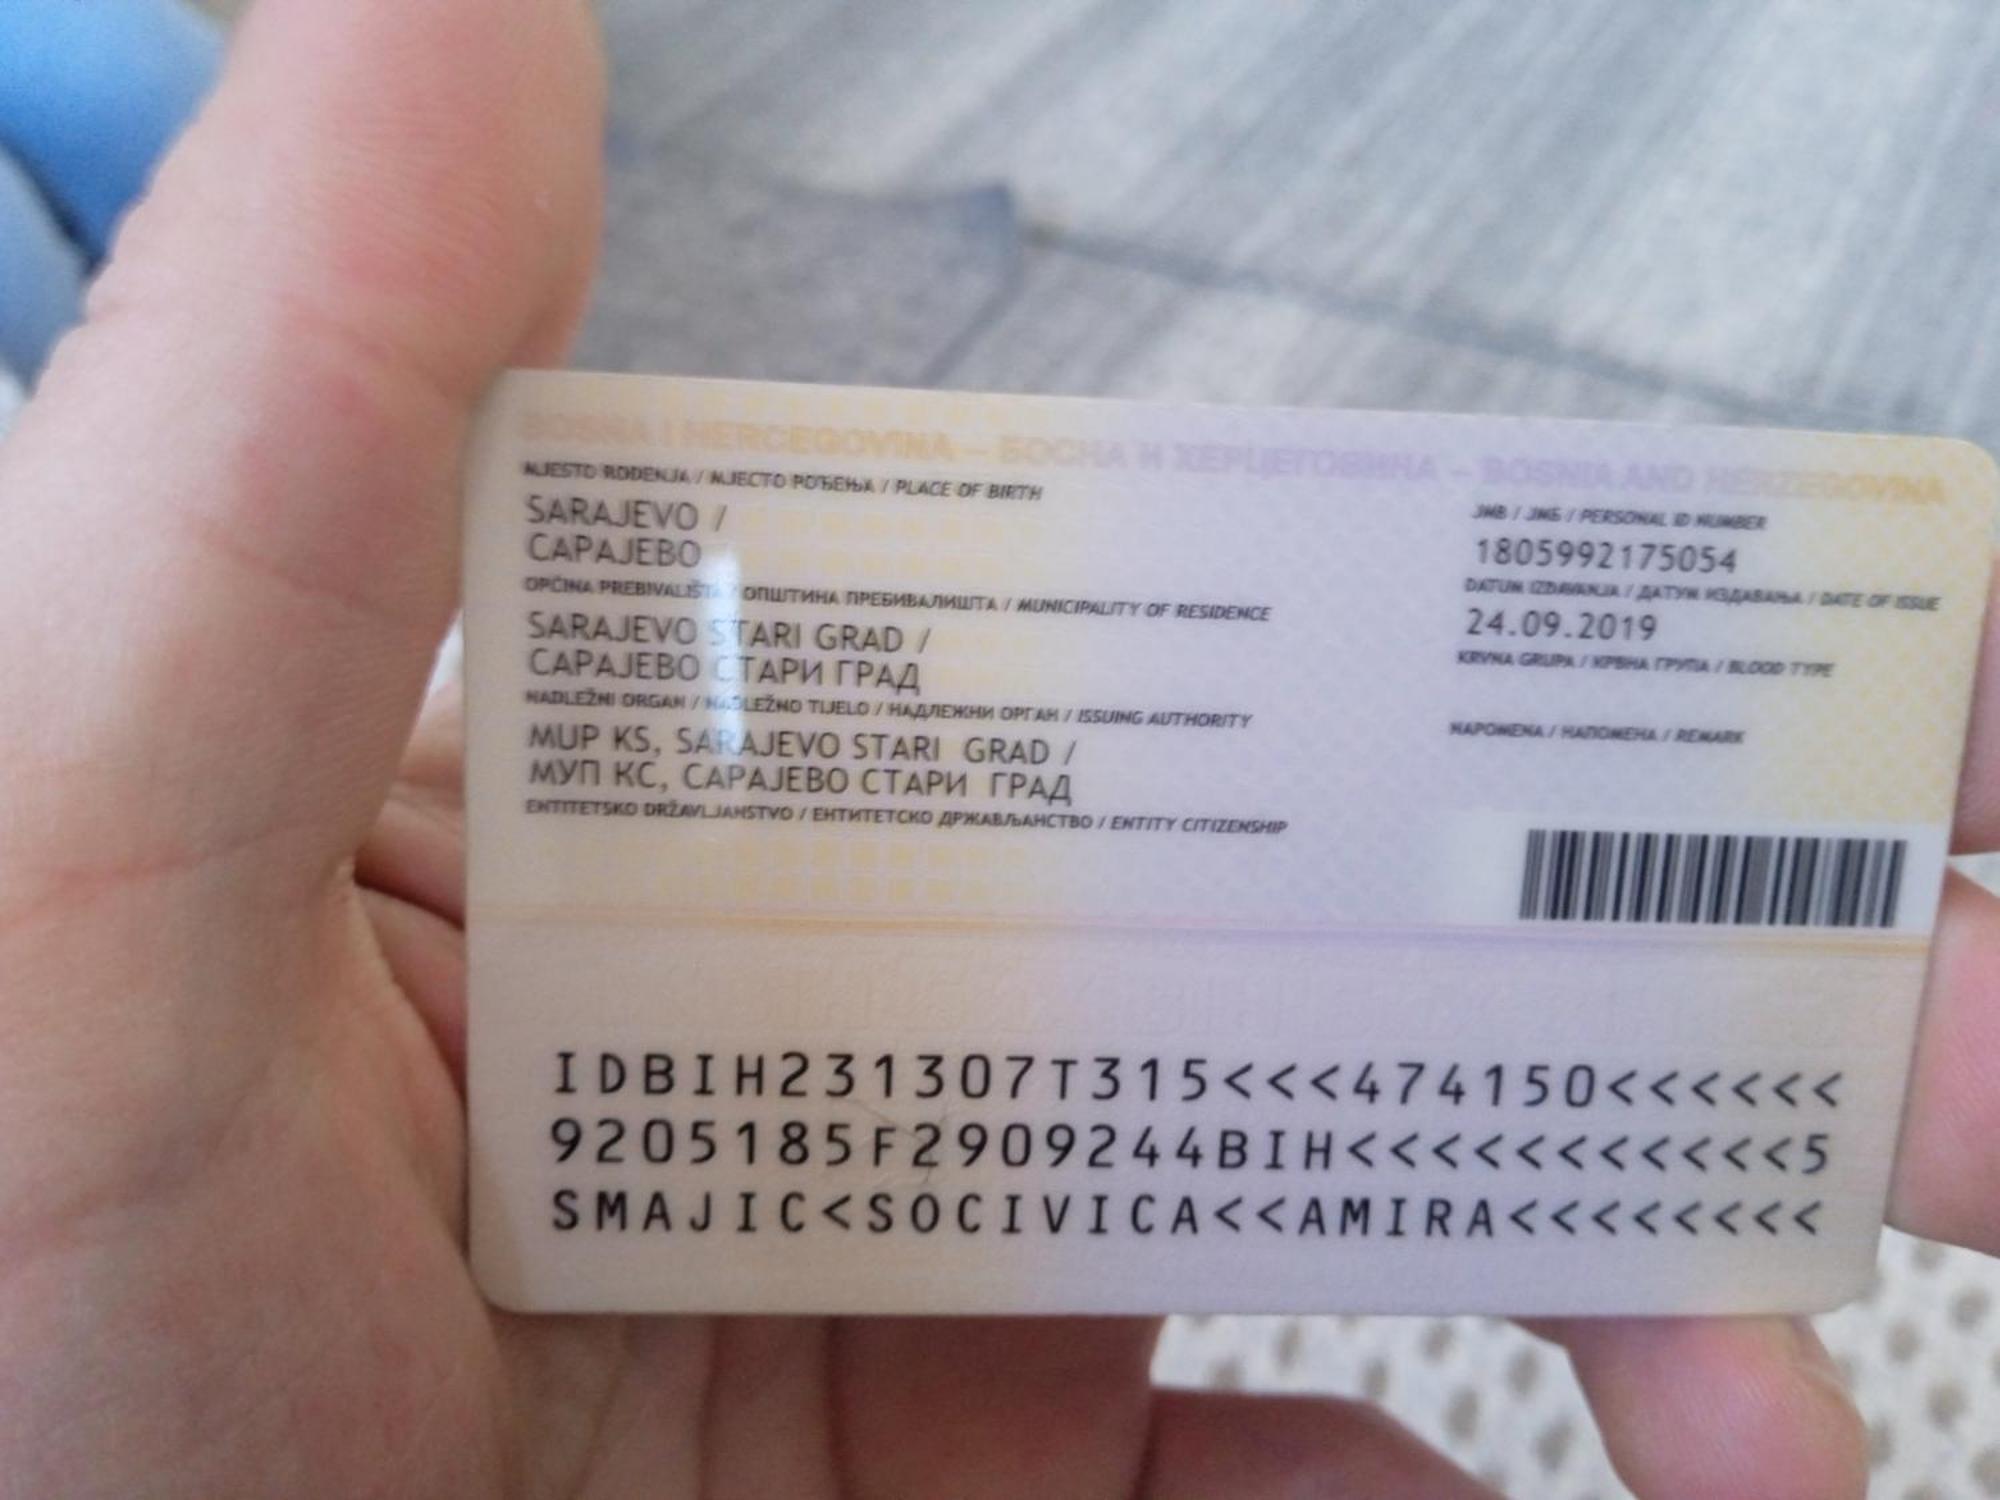 BOSNA I HERCEGOVINA – БОСНА И ХЕРЦЕГОВИНА – BOSNIA AND HERZEGOVINA
MJESTO ROĐENJA / МЈЕСТО РОЂЕЊА / PLACE OF BIRTH
SARAJEVO /
САРАЈЕВО
OPĆINA PREBIVALIŠTA / ОПШТИНА ПРЕБИВАЛИШТА / MUNICIPALITY OF RESIDENCE
SARAJEVO STARI GRAD /
САРАЈЕВО СТАРИ ГРАД
NADLEŽNI ORGAN / NADLEŽNO TIJELO / НАДЛЕЖНИ ОРГАН / ISSUING AUTHORITY
MUP KS, SARAJEVO STARI GRAD /
МУП КС, САРАЈЕВО СТАРИ ГРАД
ENTITETSKO DRŽAVLJANSTVO / ЕНТИТЕТСКО ДРЖАВЉАНСТВО / ENTITY CITIZENSHIP
JMB / ЈМБ / PERSONAL ID NUMBER
1805992175054
DATUM IZDAVANJA / ДАТУМ ИЗДАВАЊА / DATE OF ISSUE
24.09.2019
KRVNA GRUPA / КРВНА ГРУПА / BLOOD TYPE
NAPOMENA / НАПОМЕНА / REMARK
IDBIH231307T315<<<474150<<<<<<
9205185F2909244BIH<<<<<<<<<<<5
SMAJIC<SOCIVICA<<AMIRA<<<<<<<<